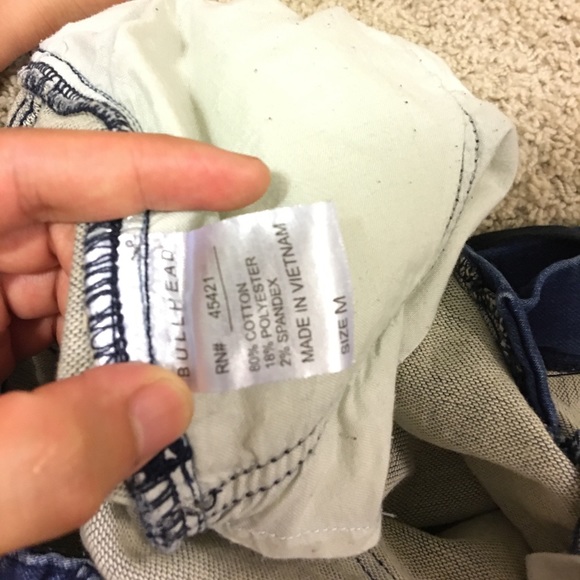 BULLHEAD
RN# 45421
80% COTTON
18% POLYESTER
2% SPANDEX
MADE IN VIETNAM
SIZE M